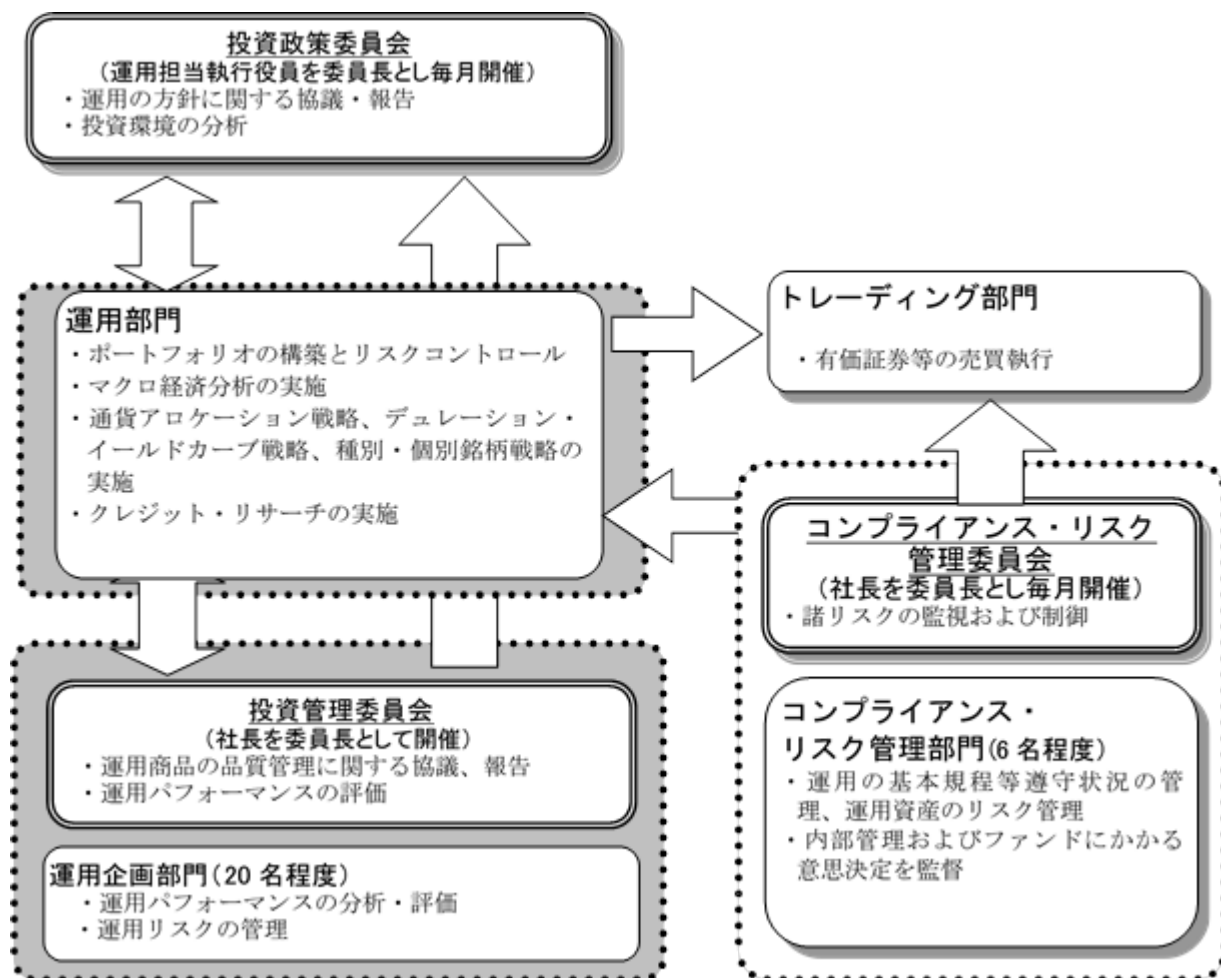 投資政策委員会
(運用担当執行役員を委員長とし毎月開催)
・運用の方針に関する協議・報告
・投資環境の分析
運用部門
・ポートフォリオの構築とリスクコントロール
・マクロ経済分析の実施
・通貨アロケーション戦略、デュレーション・
イールドカーブ戦略、種別・個別銘柄戦略の
実施
・クレジット・リサーチの実施
トレーディング部門
・有価証券等の売買執行
投資管理委員会
(社長を委員長として開催)
・運用商品の品質管理に関する協議、報告
・運用パフォーマンスの評価
運用企画部門(20 名程度)
・運用パフォーマンスの分析・評価
・運用リスクの管理
コンプライアンス・リスク
管理委員会
(社長を委員長とし毎月開催)
・諸リスクの監視および制御
コンプライアンス・
リスク管理部門(6 名程度)
・運用の基本規程等遵守状況の管
理、運用資産のリスク管理
・内部管理およびファンドにかかる
意思決定を監督